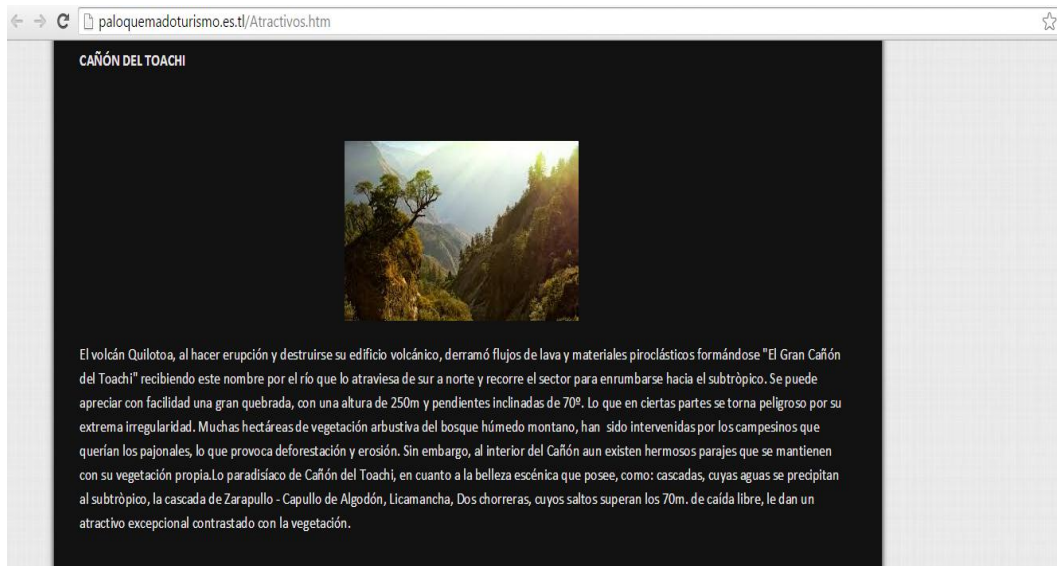 paloquemadoturismo.es.tl/Atractivos.htm
CAÑÓN DEL TOACHI
El volcán Quilotoa, al hacer erupción y destruirse su edificio volcánico, derramó flujos de lava y materiales piroclásticos formándose "El Gran Cañón
del Toachi" recibiendo este nombre por el río que lo atraviesa de sur a norte y recorre el sector para enrumbarse hacia el subtròpico. Se puede
apreciar con facilidad una gran quebrada, con una altura de 250m y pendientes inclinadas de 70º. Lo que en ciertas partes se torna peligroso por su
extrema irregularidad. Muchas hectáreas de vegetación arbustiva del bosque húmedo montano, han  sido intervenidas por los campesinos que
querían los pajonales, lo que provoca deforestación y erosión. Sin embargo, al interior del Cañón aun existen hermosos parajes que se mantienen
con su vegetación propia.Lo paradisíaco de Cañón del Toachi, en cuanto a la belleza escénica que posee, como: cascadas, cuyas aguas se precipitan
al subtròpico, la cascada de Zarapullo - Capullo de Algodón, Licamancha, Dos chorreras, cuyos saltos superan los 70m. de caída libre, le dan un
atractivo excepcional contrastado con la vegetación.